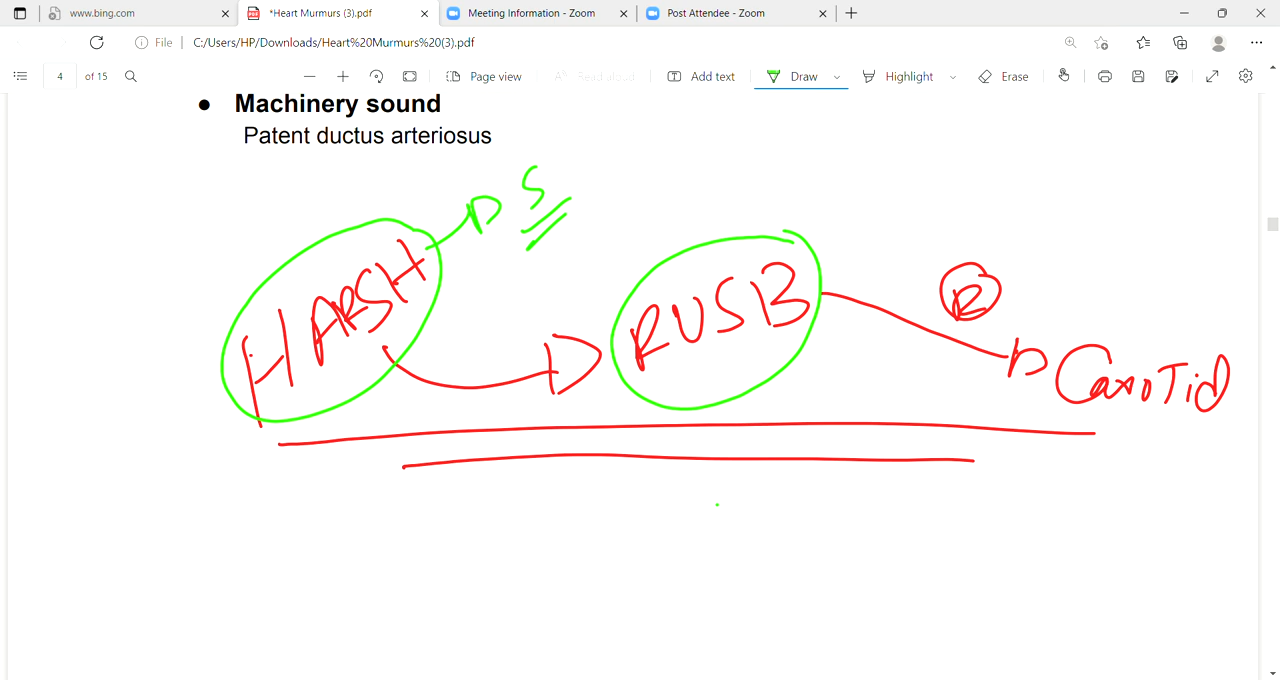 www.bing.com *Heart Murmurs (3).pdf Meeting Information - Zoom Post Attendee - Zoom
File C:/Users/HP/Downloads/Heart%20Murmurs%20(3).pdf
4 of 15 Page view Read aloud Add text Draw Highlight Erase
● Machinery sound
Patent ductus arteriosus
S
HARSH RUSB R
CaroTid